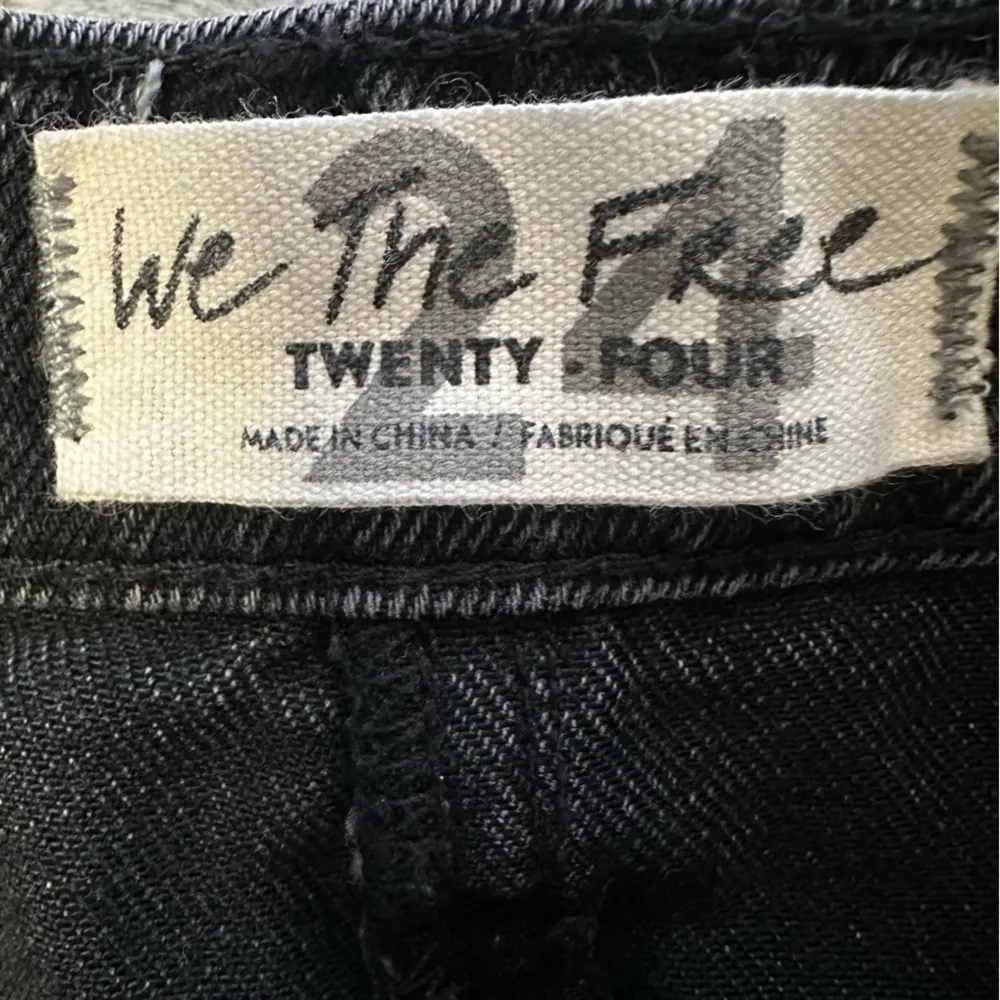 24
We The Free
TWENTY-FOUR
MADE IN CHINA / FABRIQUÉ EN CHINE